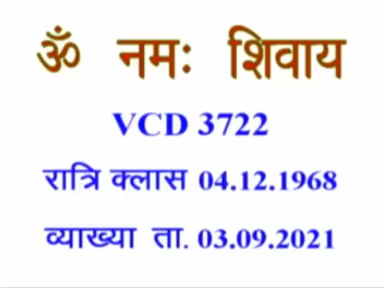 ॐ नमः शिवाय
VCD 3722
रात्रि क्लास 04.12.1968
व्याख्या ता. 03.09.2021